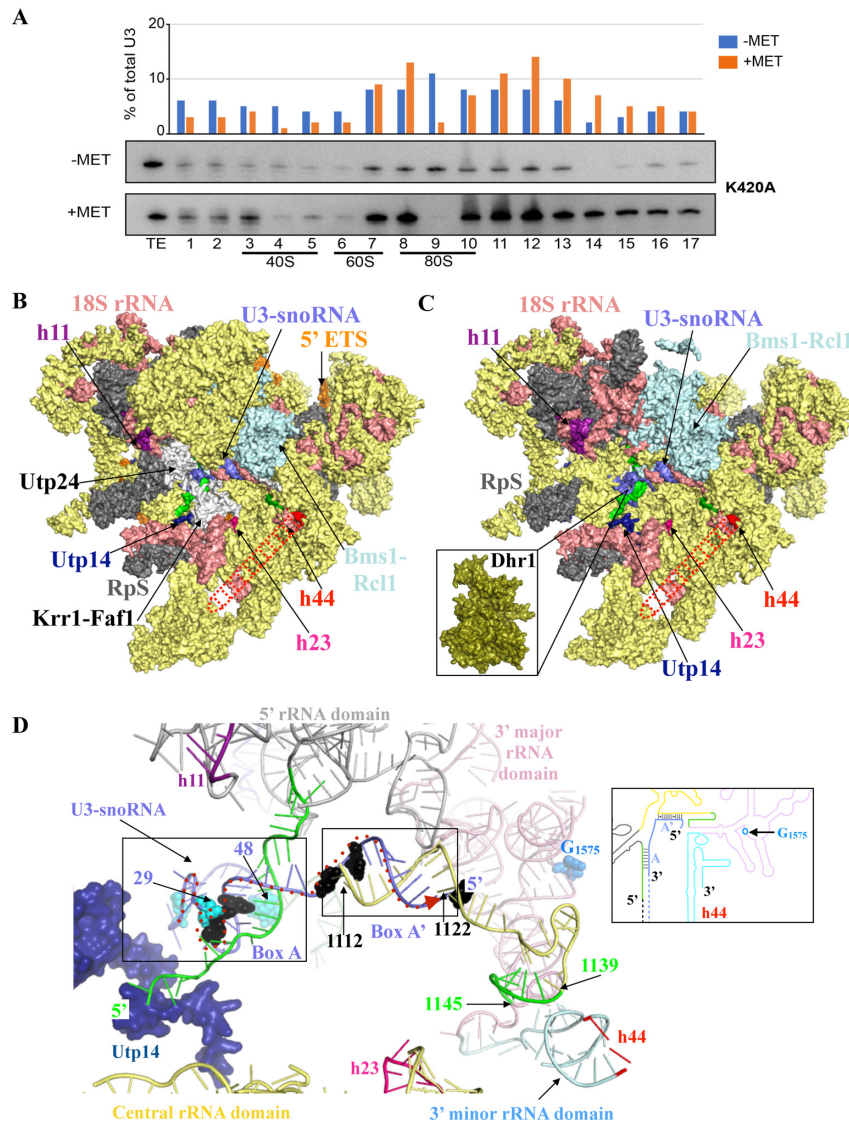 A
% of total U3
20
10
0
-MET
+MET
-MET
+MET
K420A
TE 1 2 3 4 5 6 7 8 9 10 11 12 13 14 15 16 17
40S 60S 80S
B
18S rRNA
U3-snoRNA
h11
5' ETS
Utp24
Utp14
RpS
Bms1-
Rcl1
Krr1-Faf1
h44
h23
C
18S rRNA
U3-snoRNA
h11
Bms1-Rcl1
RpS
Dhr1
h44
h23
Utp14
D
5' rRNA domain
3' major
rRNA
domain
h11
U3-snoRNA
G1575
48
29
5'
1112
1122
Box A
Box A'
1139
1145
5'
Utp14
h44
h23
Central rRNA domain
3' minor rRNA domain
A'
5'
G1575
A
3'
3'
5'
h44